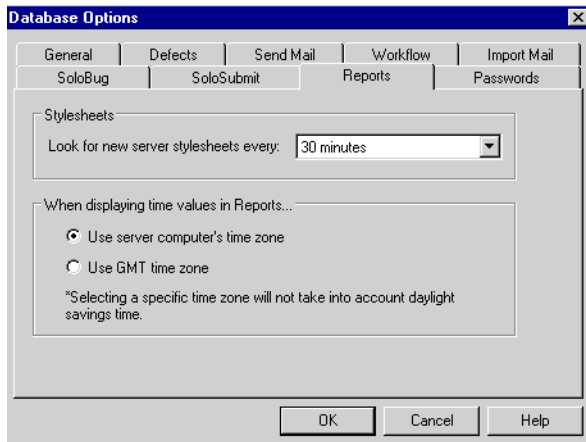 Database Options
General
Defects
Send Mail
Workflow
Import Mail
SoloBug
SoloSubmit
Reports
Passwords
Stylesheets
Look for new server stylesheets every:
30 minutes
When displaying time values in Reports...
Use server computer's time zone
Use GMT time zone
*Selecting a specific time zone will not take into account daylight
savings time.
OK
Cancel
Help